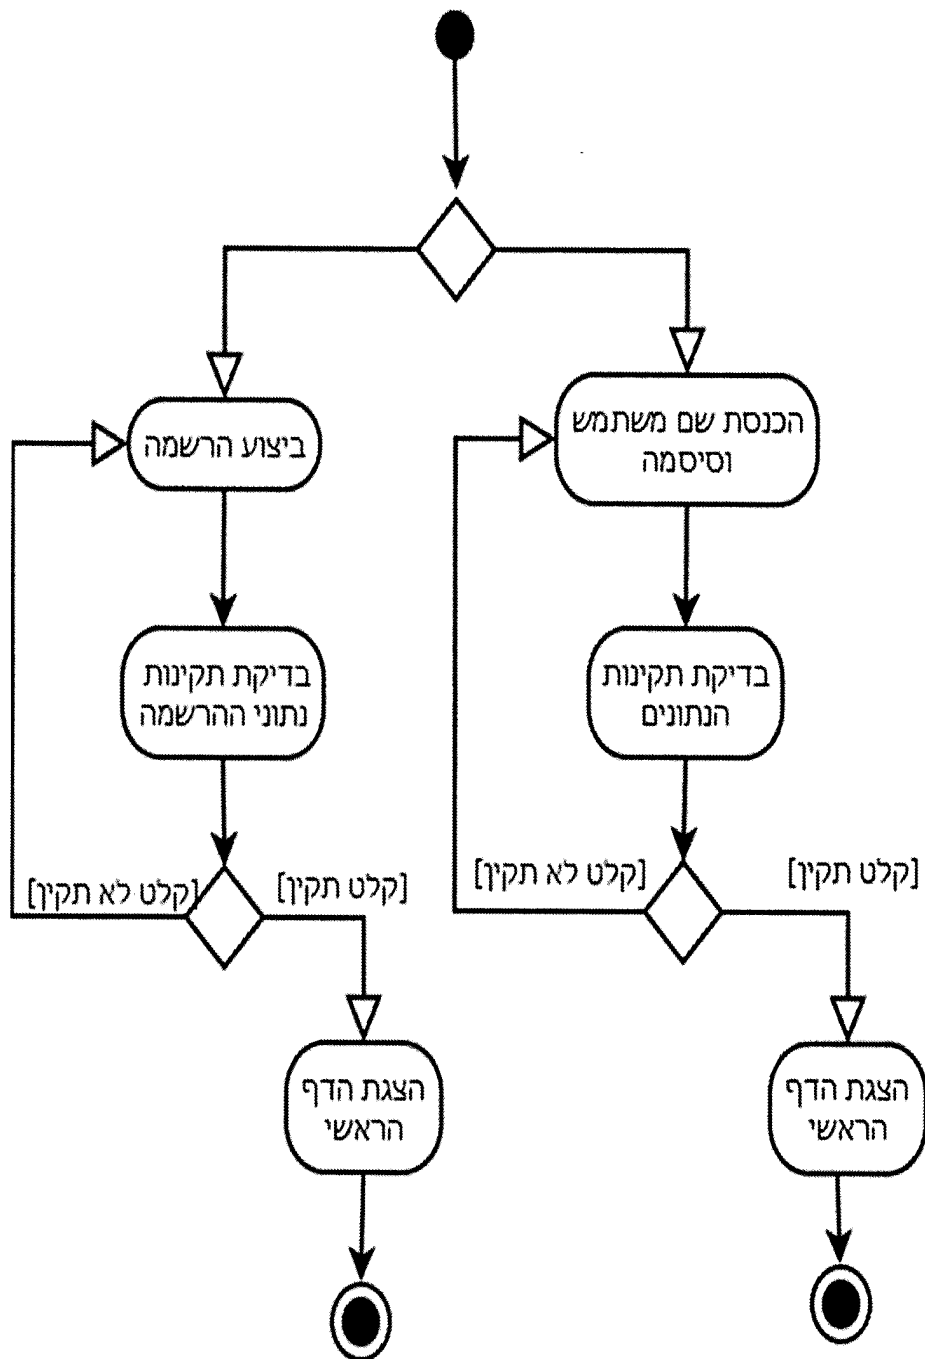 הכנסת שם משתמש
וסיסמה
בדיקת תקינות
הנתונים
[קלט תקין]
[קלט לא תקין]
הצגת הדף
הראשי
ביצוע הרשמה
בדיקת תקינות
נתוני ההרשמה
[קלט תקין]
[קלט לא תקין]
הצגת הדף
הראשי